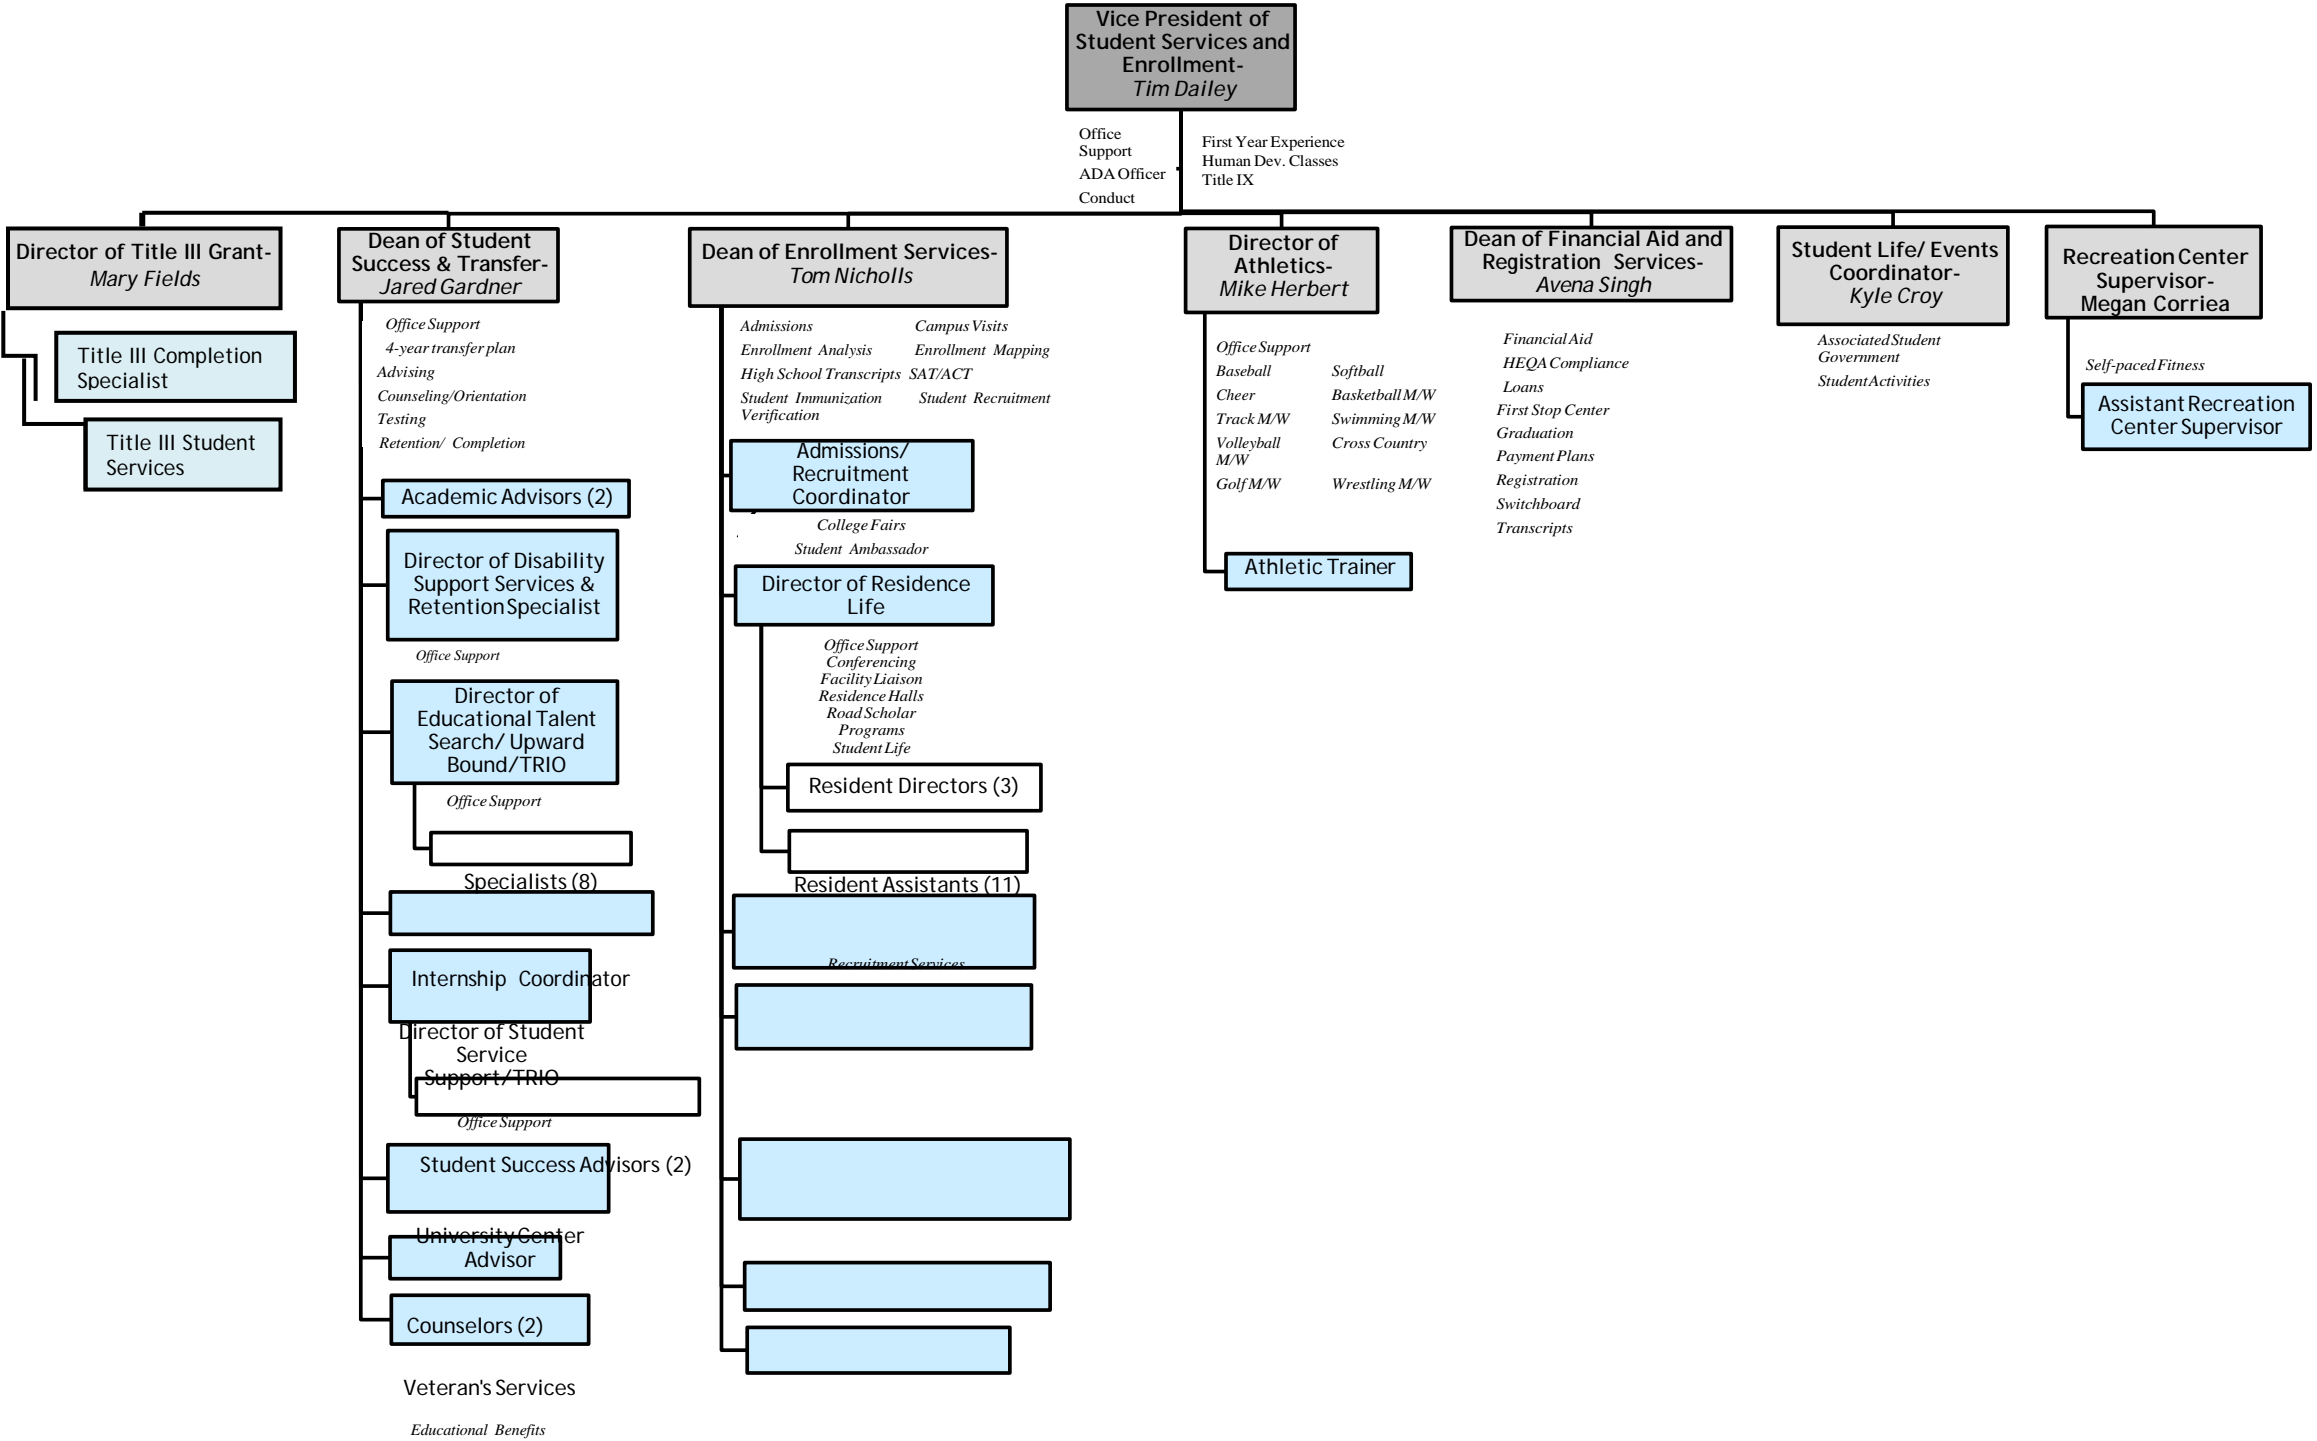 Vice President of
Student Services and
Enrollment-
Tim Dailey
Office
Support
ADA Officer
Conduct
First Year Experience
Human Dev. Classes
Title IX
Director of Title III Grant-
Mary Fields
Title III Completion
Specialist
Title III Student
Services
Dean of Student
Success & Transfer-
Jared Gardner
Office Support
4-year transfer plan
Advising
Counseling/Orientation
Testing
Retention/ Completion
Academic Advisors (2)
Director of Disability
Support Services &
Retention Specialist
Office Support
Director of
Educational Talent
Search/ Upward
Bound/TRIO
Office Support
Specialists (8)
Internship Coordinator
Director of Student
Service
Support/TRIO
Office Support
Student Success Advisors (2)
University Center
Advisor
Counselors (2)
Veteran's Services
Educational Benefits
Dean of Enrollment Services-
Tom Nicholls
Admissions Campus Visits
Enrollment Analysis Enrollment Mapping
High School Transcripts SAT/ACT
Student Immunization Student Recruitment
Verification
Admissions/
Recruitment
Coordinator
College Fairs
Student Ambassador
Director of Residence
Life
Office Support
Conferencing
Facility Liaison
Residence Halls
Road Scholar
Programs
Student Life
Resident Directors (3)
Resident Assistants (11)
Recruitment Services
Director of
Athletics-
Mike Herbert
Office Support
Baseball Softball
Cheer Basketball M/W
Track M/W Swimming M/W
Volleyball Cross Country
M/W
Golf M/W Wrestling M/W
Athletic Trainer
Dean of Financial Aid and
Registration Services-
Avena Singh
Financial Aid
HEQA Compliance
Loans
First Stop Center
Graduation
Payment Plans
Registration
Switchboard
Transcripts
Student Life/ Events
Coordinator-
Kyle Croy
Associated Student
Government
Student Activities
Recreation Center
Supervisor-
Megan Corriea
Self-paced Fitness
Assistant Recreation
Center Supervisor